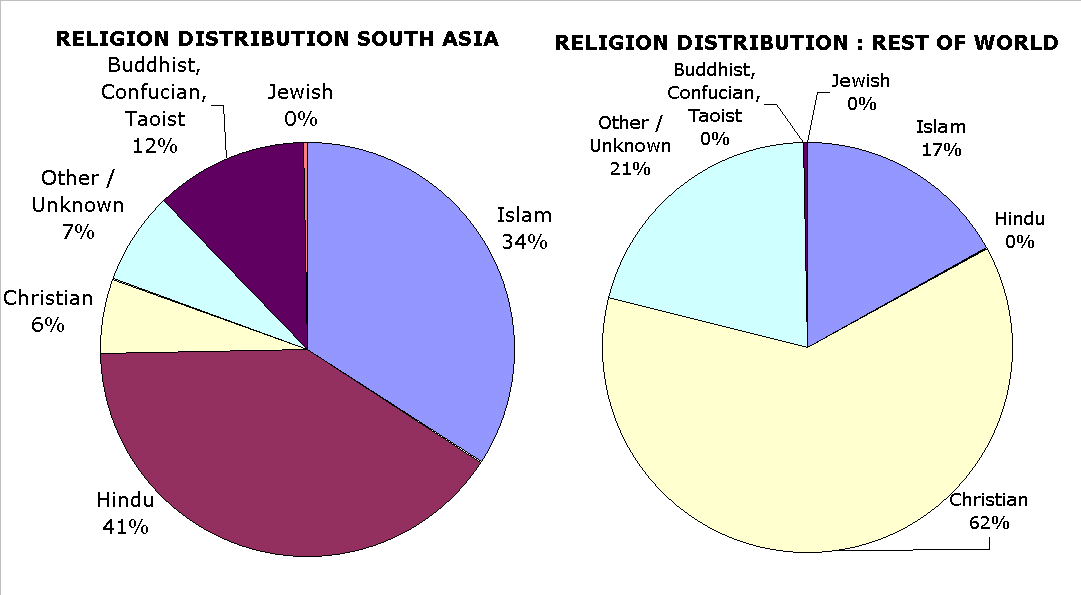 RELIGION DISTRIBUTION SOUTH ASIA
Buddhist,
Confucian,
Taoist
12%
Jewish
0%
Other /
Unknown
7%
Islam
34%
Christian
6%
Hindu
41%
RELIGION DISTRIBUTION : REST OF WORLD
Buddhist,
Confucian,
Taoist
0%
Jewish
0%
Other /
Unknown
21%
Islam
17%
Hindu
0%
Christian
62%